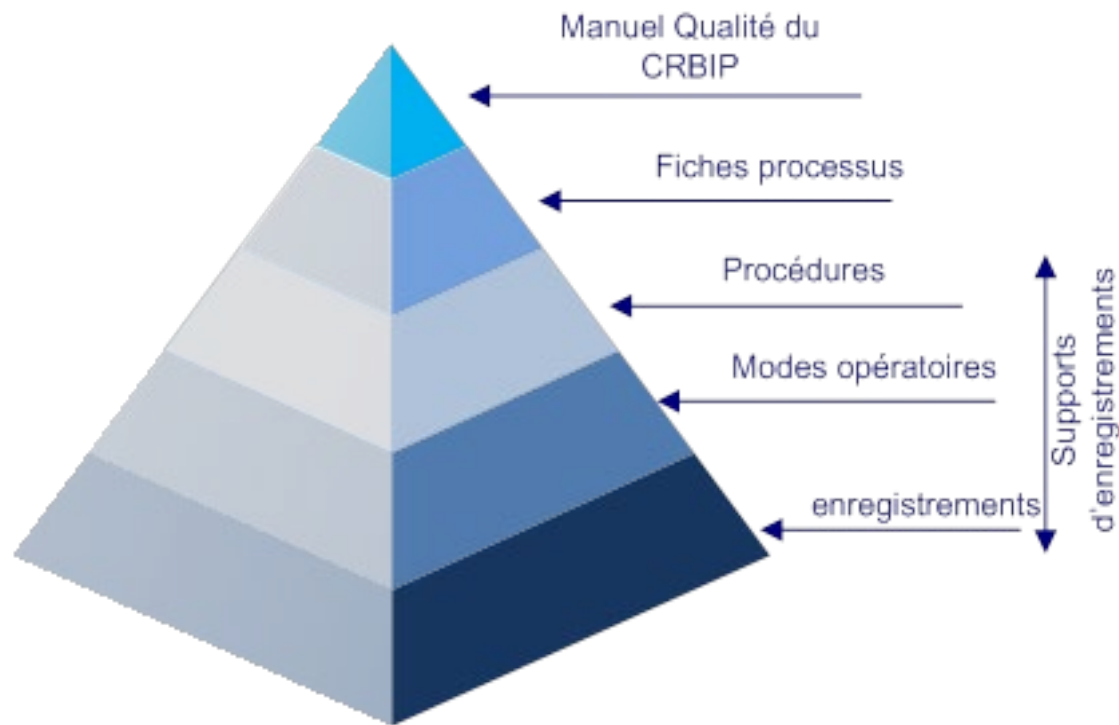 Manuel Qualité du
CRBIP
Fiches processus
Procédures
Modes opératoires
enregistrements
Supports
d'enregistrements